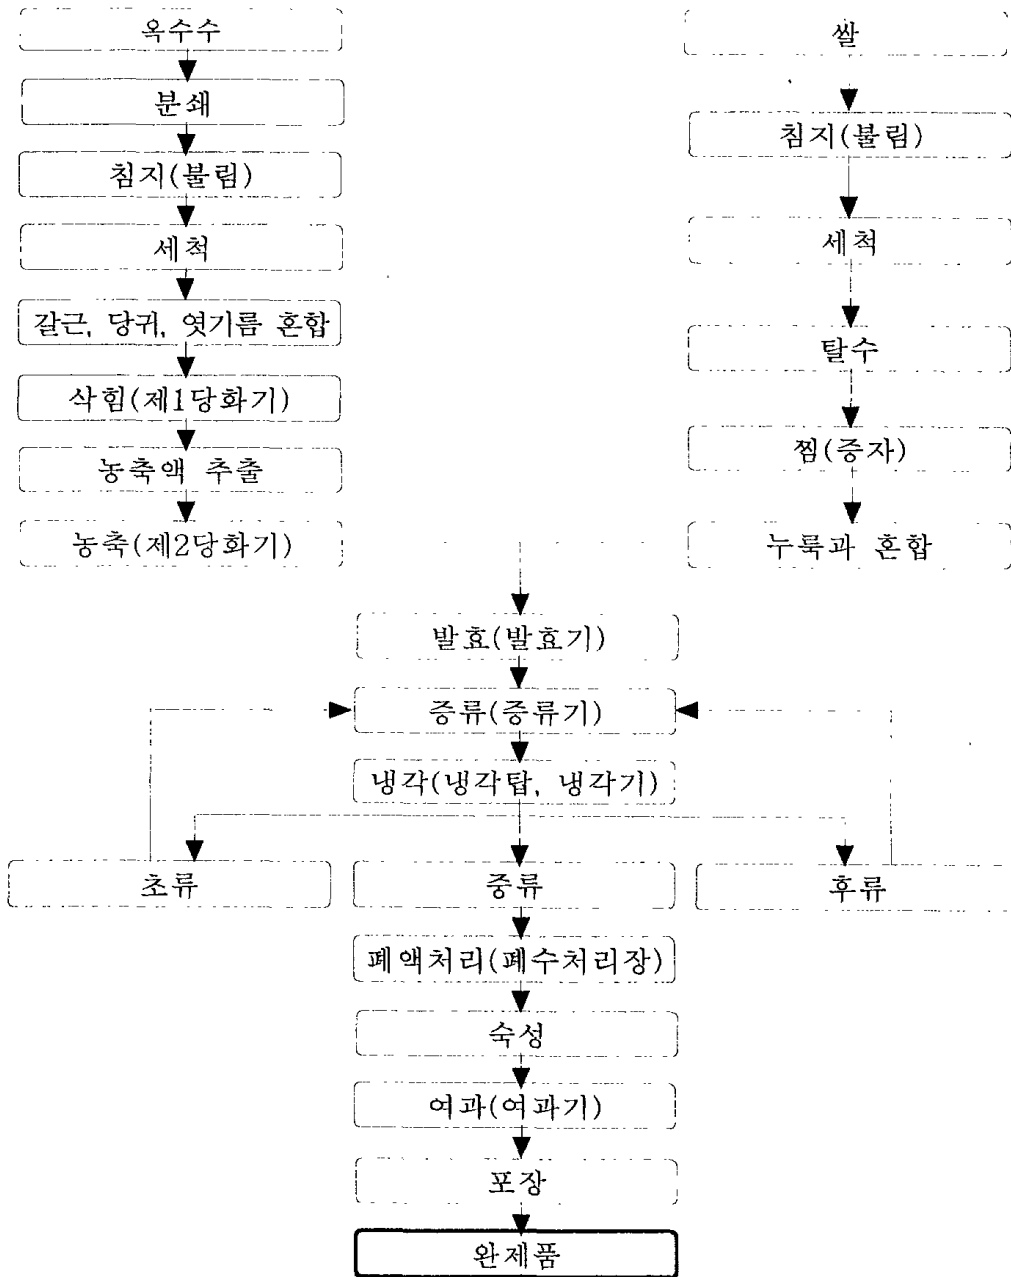 옥수수
분쇄
침지(불림)
세척
갈근, 당귀, 엿기름 혼합
삭힘(제1당화기)
농축액 추출
농축(제2당화기)
쌀
침지(불림)
세척
탈수
찜(증자)
누룩과 혼합
발효(발효기)
증류(증류기)
냉각(냉각탑, 냉각기)
초류
중류
후류
폐액처리(폐수처리장)
숙성
여과(여과기)
포장
완제품